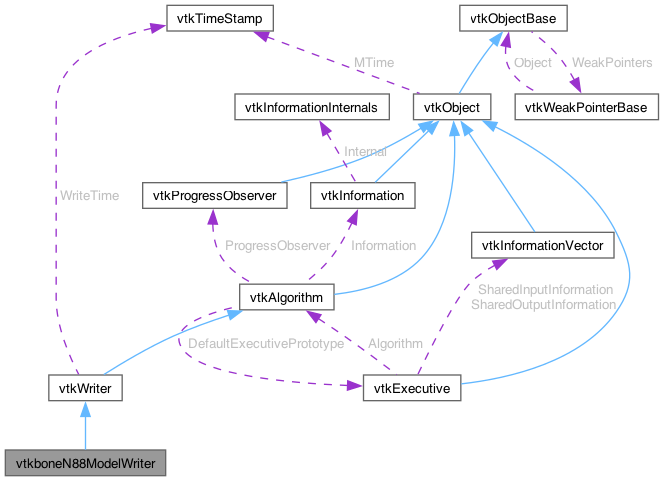 vtkTimeStamp
vtkObjectBase
MTime
Object
WeakPointers
vtkInformationInternals
vtkObject
vtkWeakPointerBase
Internal
vtkProgressObserver
vtkInformation
WriteTime
ProgressObserver
Information
vtkInformationVector
vtkAlgorithm
SharedInputInformation
SharedOutputInformation
DefaultExecutivePrototype
Algorithm
vtkWriter
vtkExecutive
vtkboneN88ModelWriter